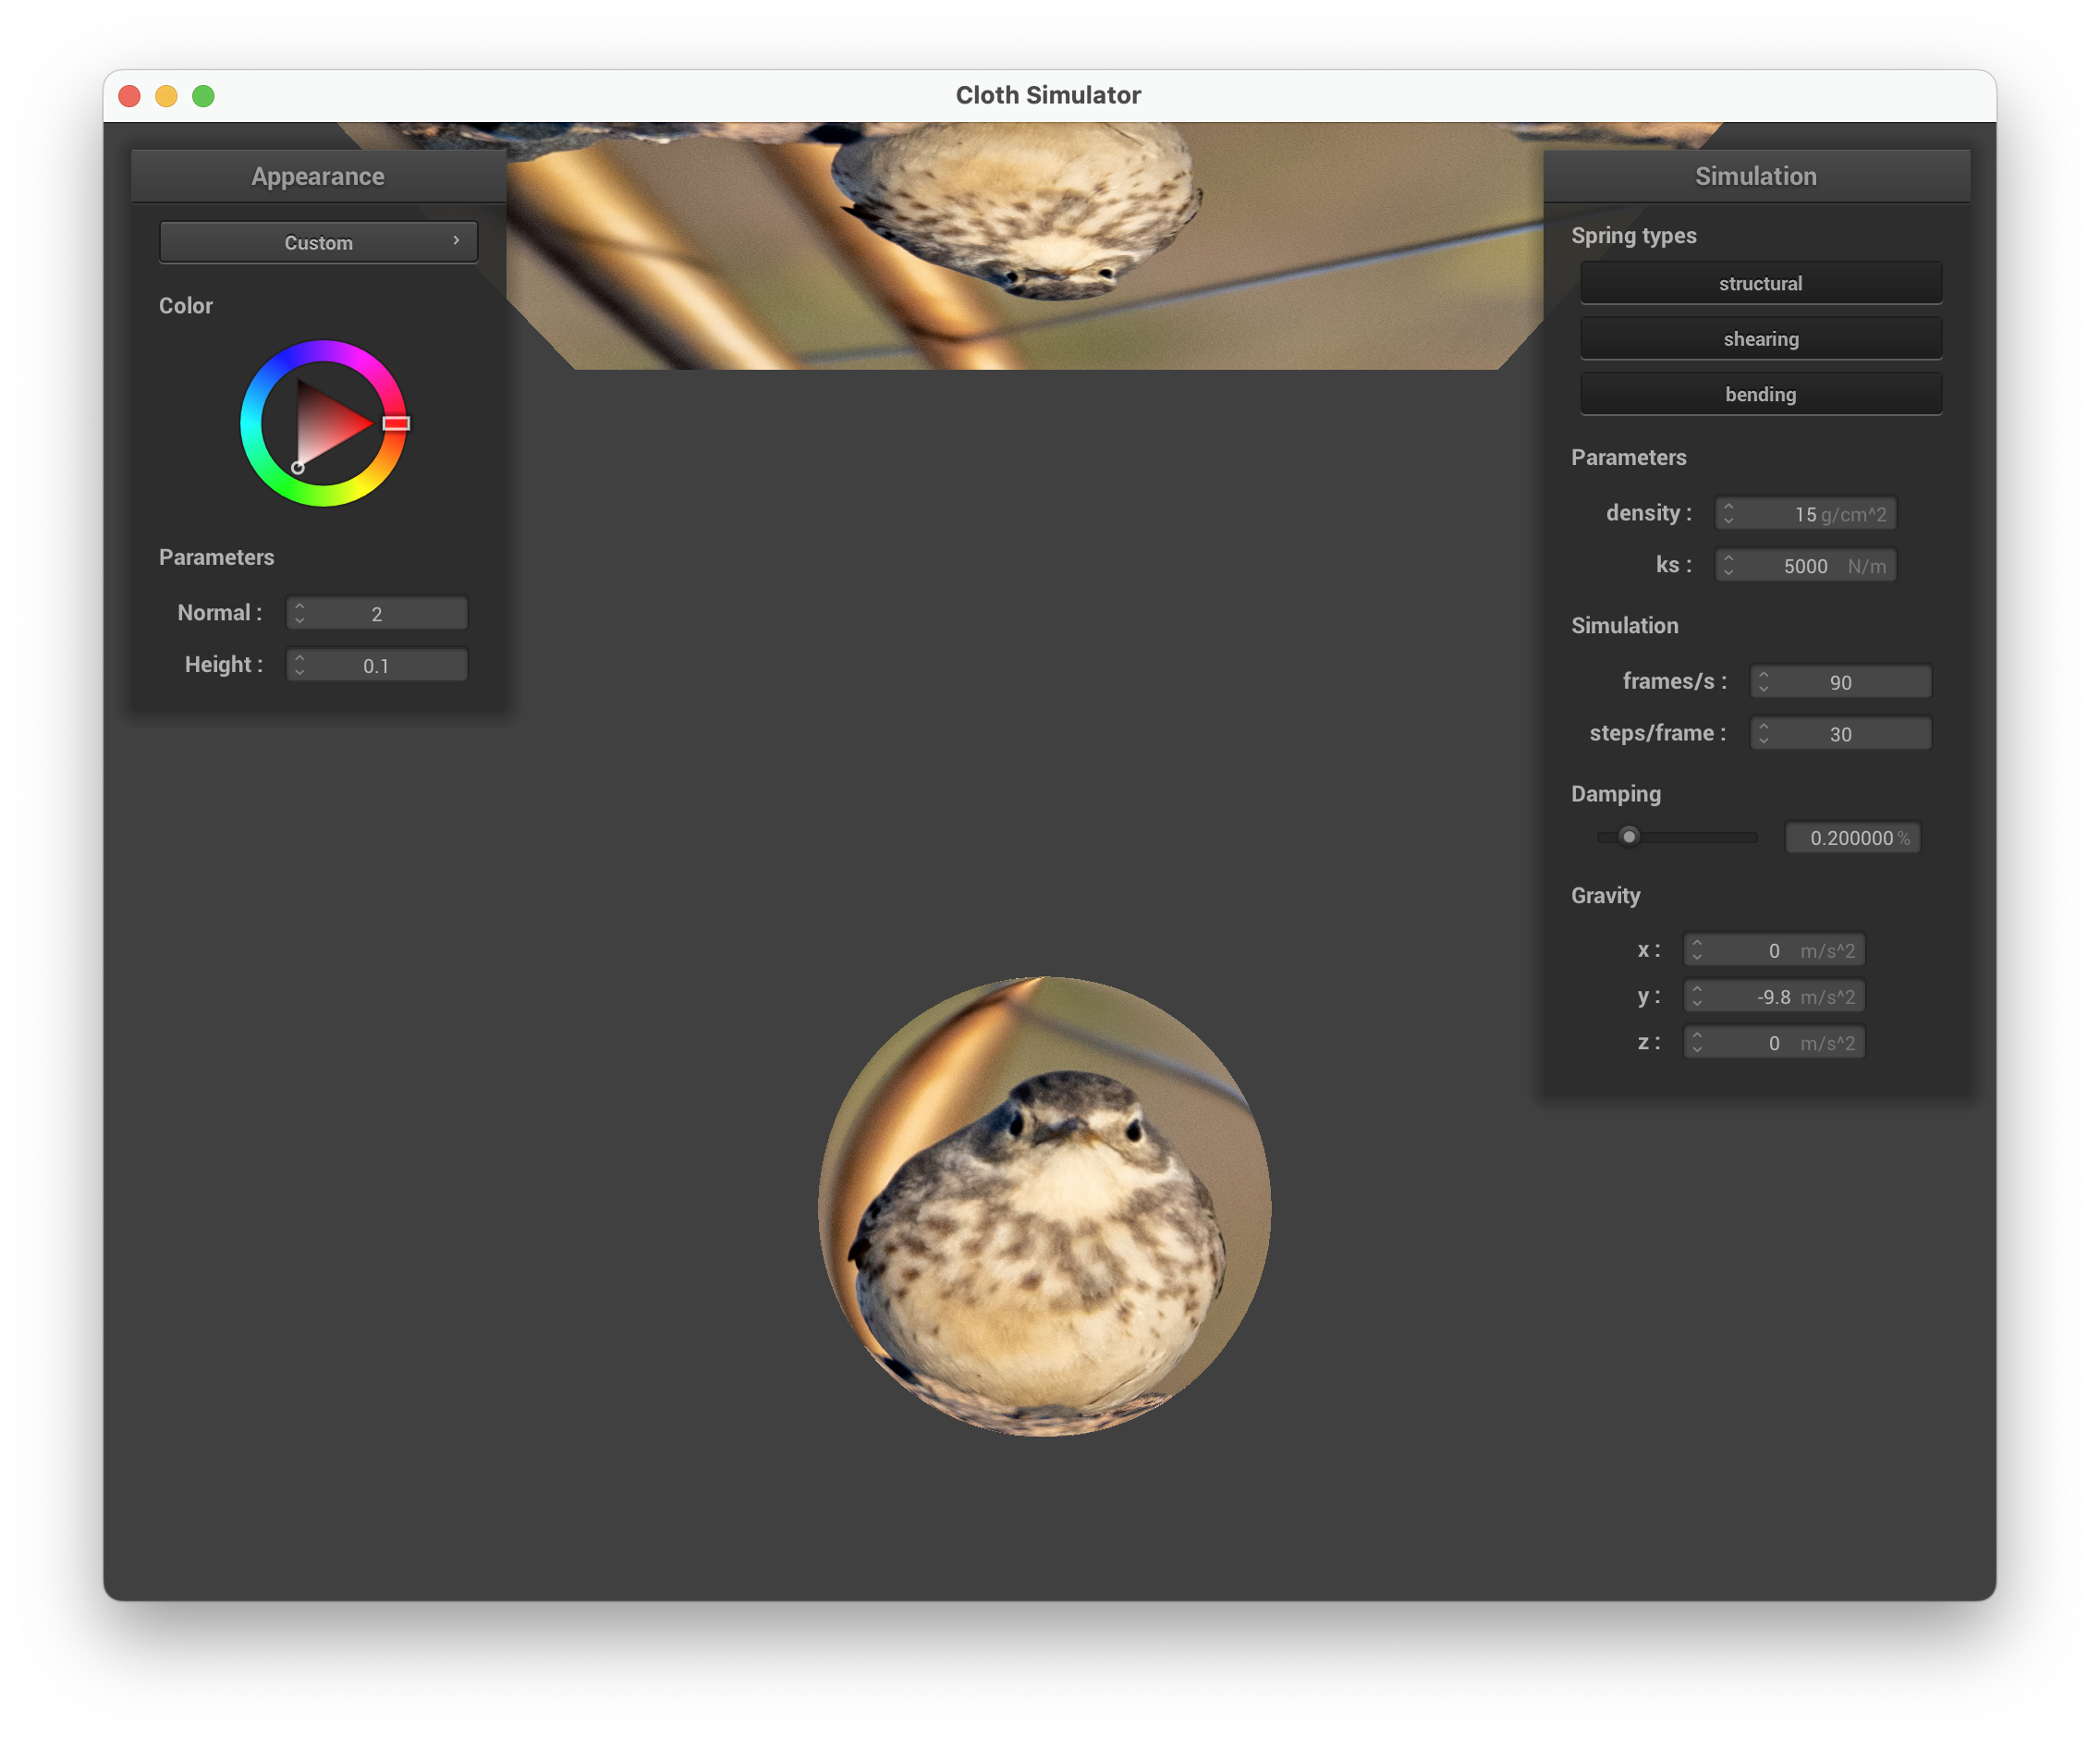 Cloth Simulator
Appearance
Custom
Color
Parameters
Normal : 2
Height : 0.1
Simulation
Spring types
structural
shearing
bending
Parameters
density : 15 g/cm^2
ks : 5000 N/m
Simulation
frames/s : 90
steps/frame : 30
Damping
0.200000 %
Gravity
x : 0 m/s^2
y : -9.8 m/s^2
z : 0 m/s^2